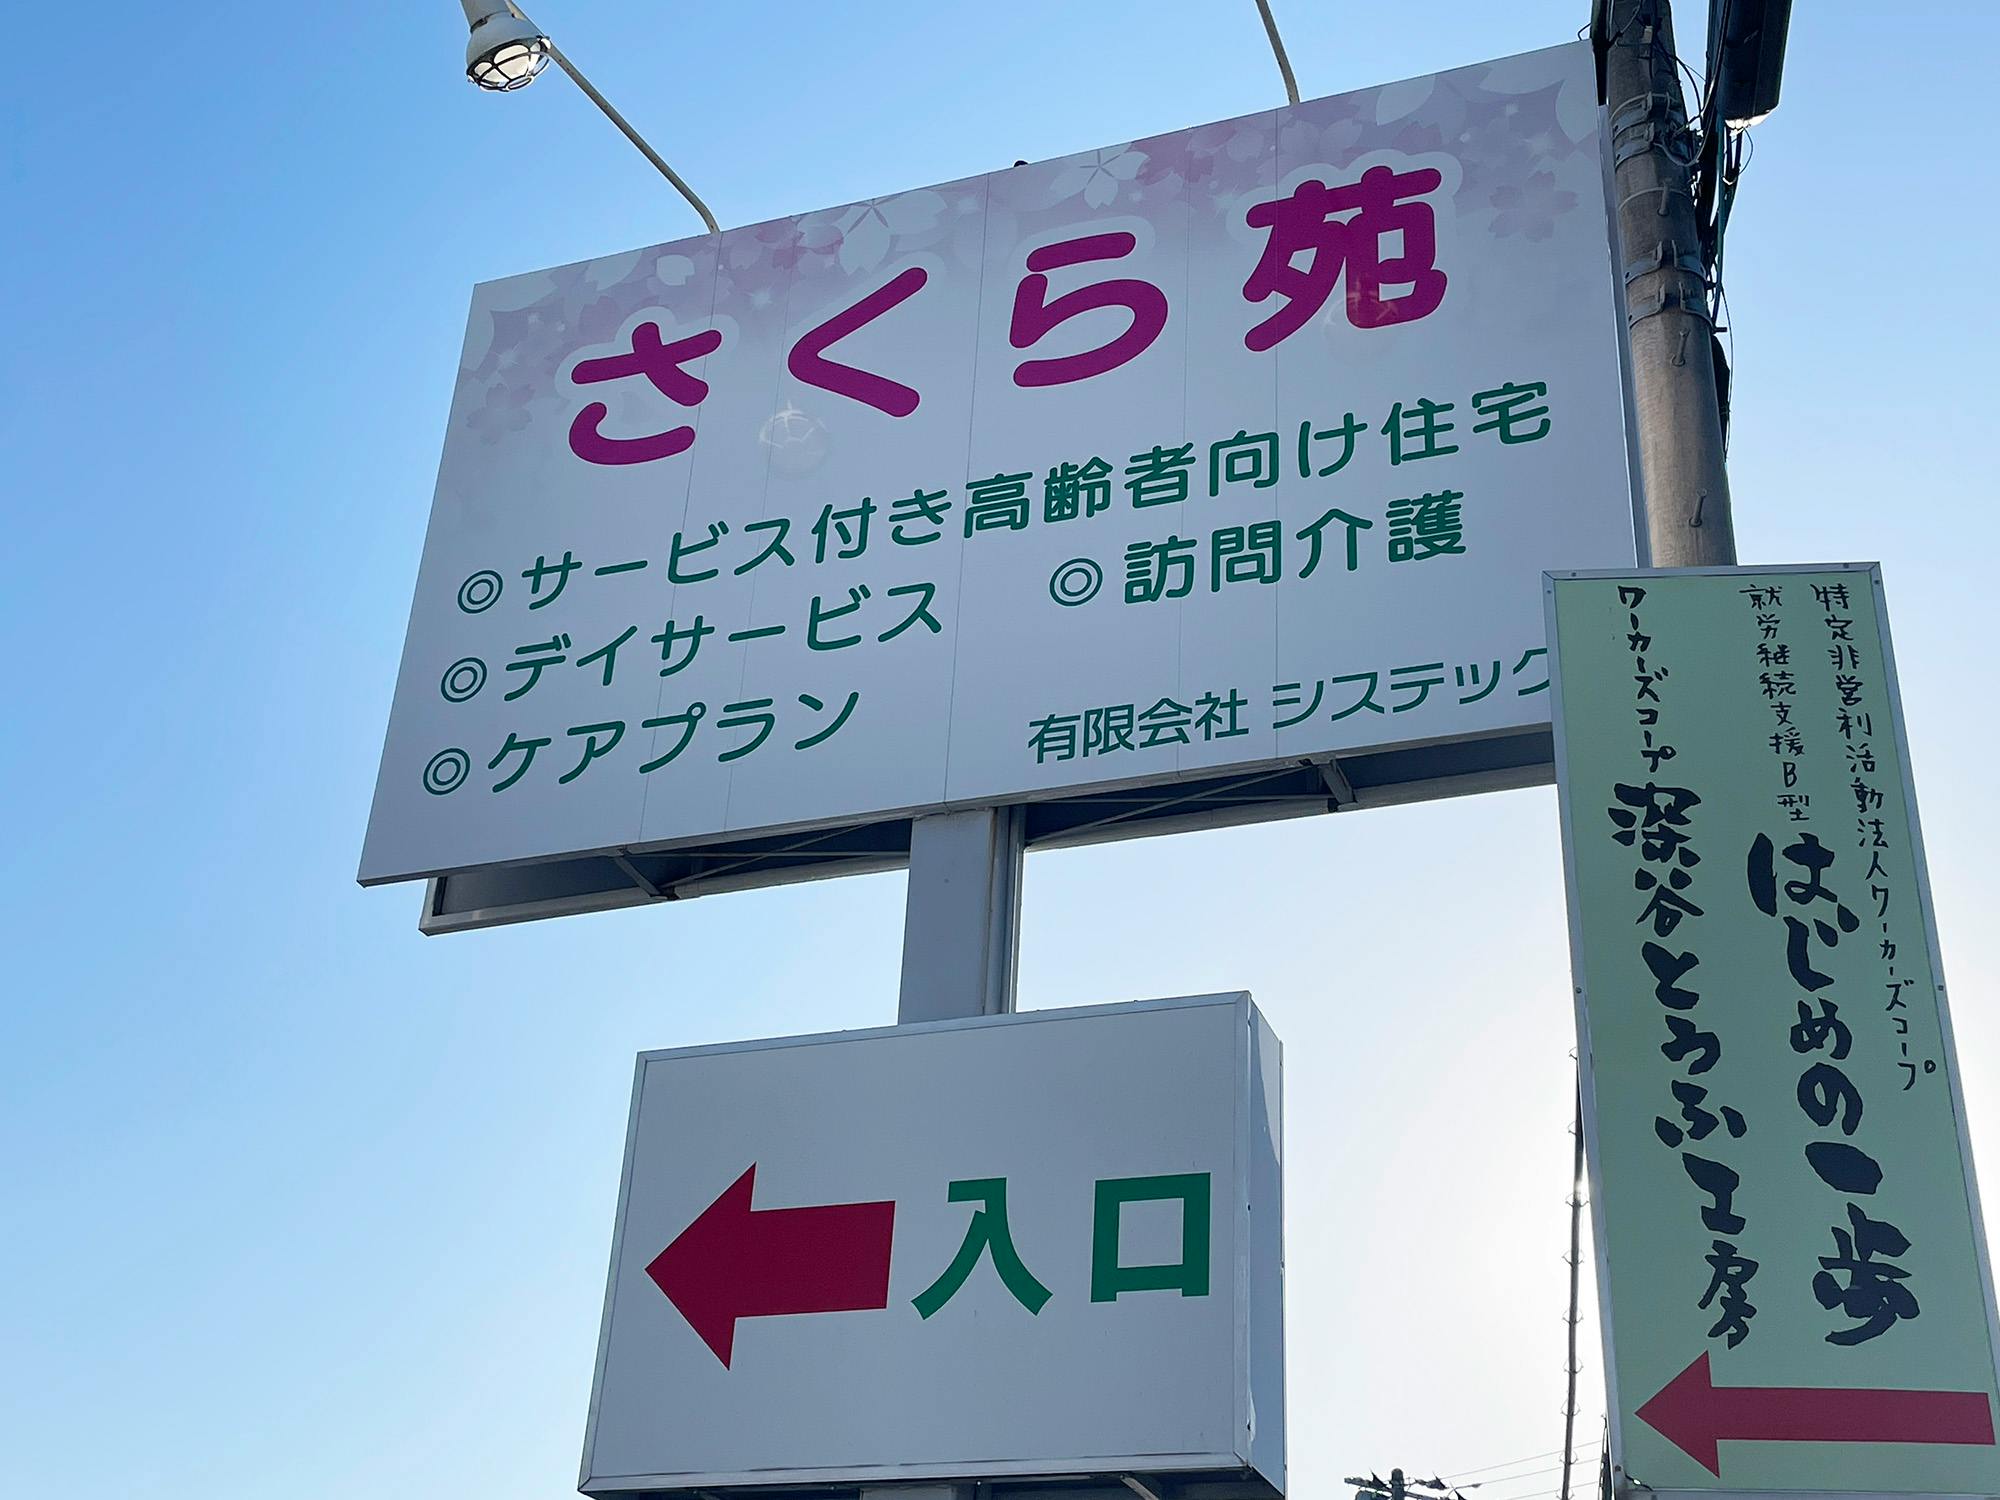 さくら苑
◎サービス付き高齢者向け住宅
◎デイサービス ◎訪問介護
◎ケアプラン
有限会社 システック
入口
特定非営利活動法人ワーカーズコープ
就労継続支援B型 はじめの一歩
ワーカーズコープ 深谷とうふ工房